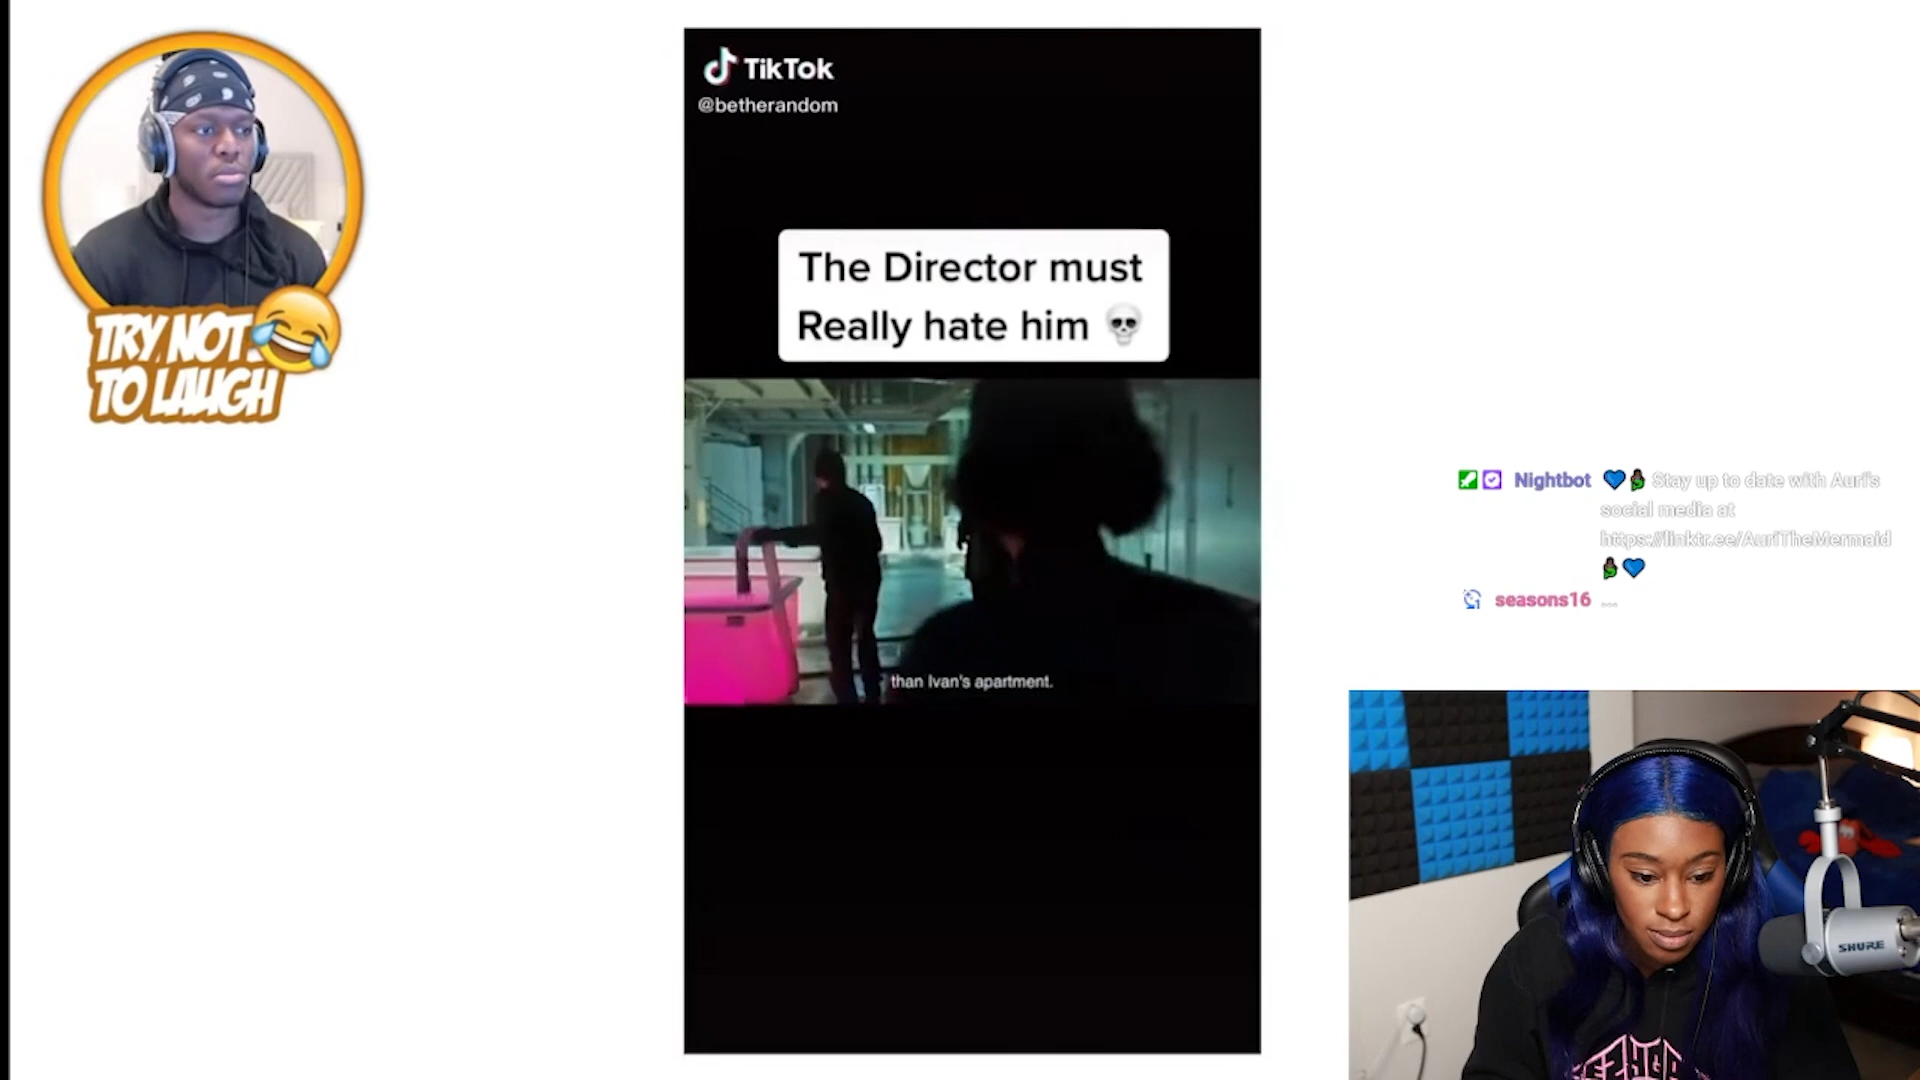 TRY NOT
TO LAUGH
TikTok
@betherandom
The Director must
Really hate him 💀
than Ivan's apartment.
Nightbot 💙 Stay up to date with Auri's
social media at
https://linktr.ee/AuriTheMermaid
💙
seasons16 ...
SHURE